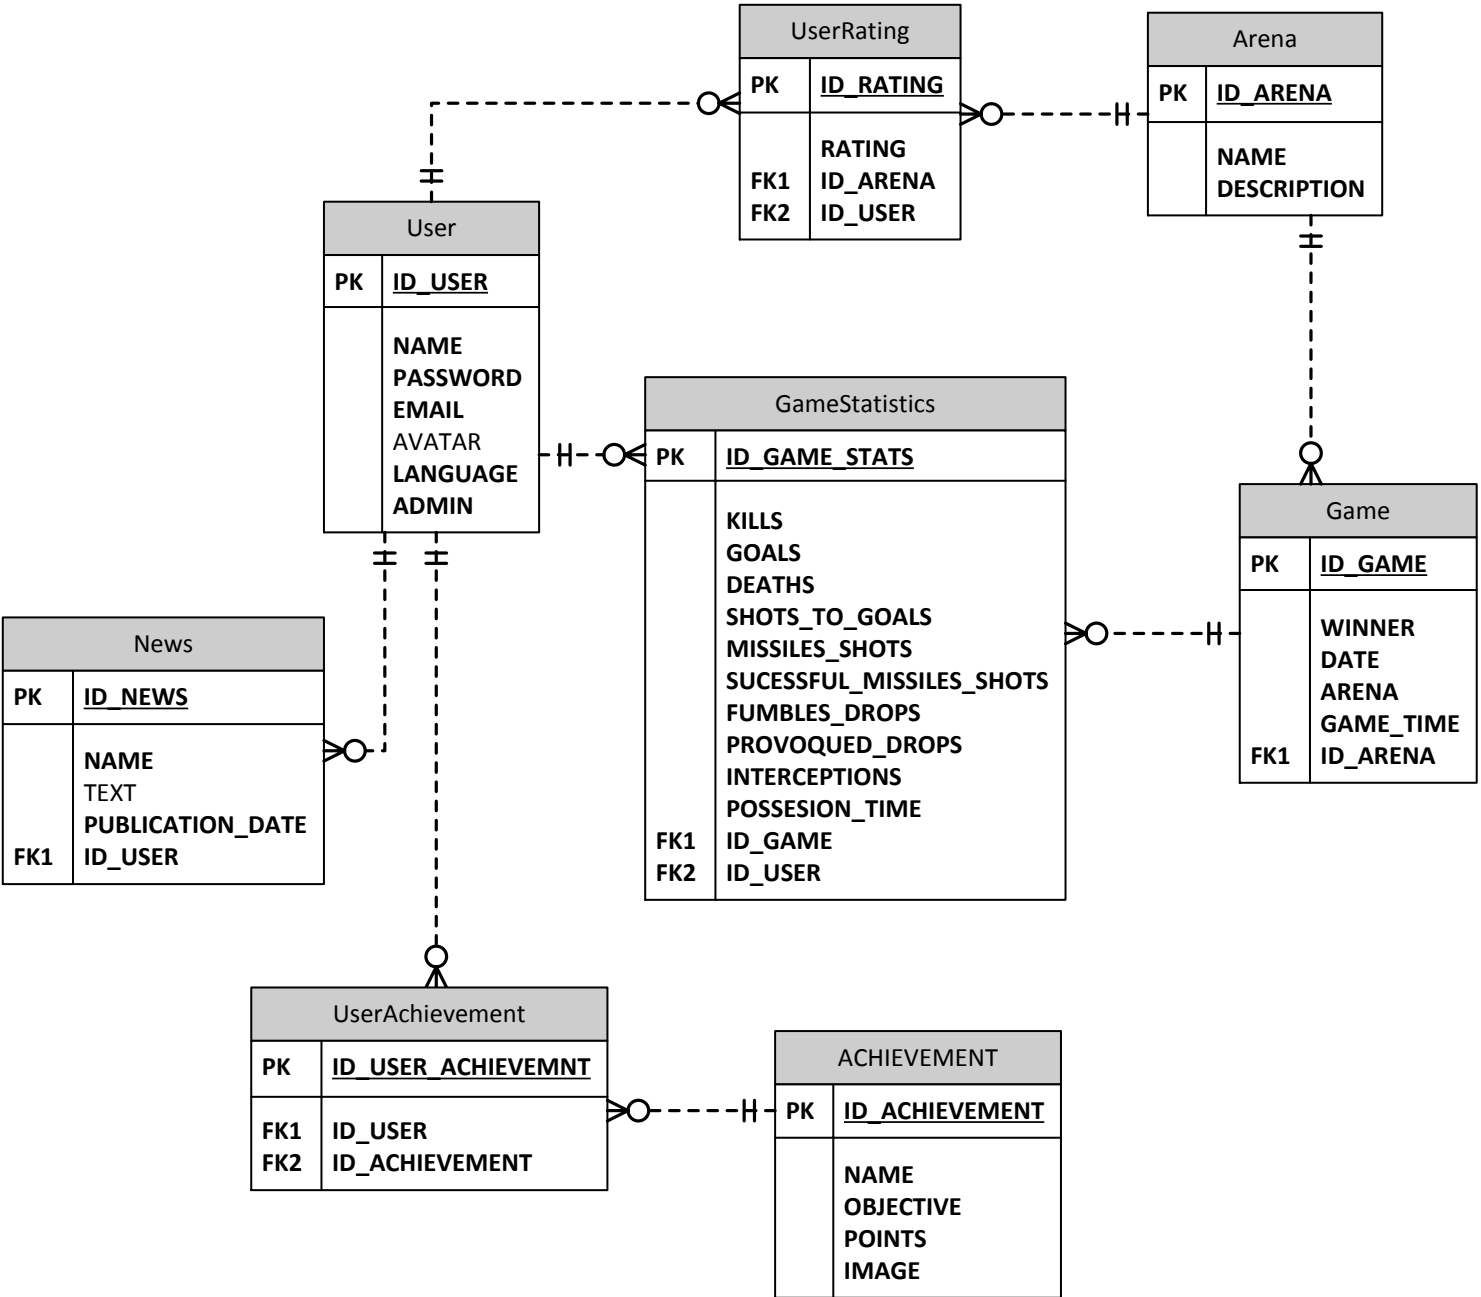 UserRating
PK ID_RATING
RATING
FK1 ID_ARENA
FK2 ID_USER
Arena
PK ID_ARENA
NAME
DESCRIPTION
User
PK ID_USER
NAME
PASSWORD
EMAIL
AVATAR
LANGUAGE
ADMIN
GameStatistics
PK ID_GAME_STATS
KILLS
GOALS
DEATHS
SHOTS_TO_GOALS
MISSILES_SHOTS
SUCESSFUL_MISSILES_SHOTS
FUMBLES_DROPS
PROVOQUED_DROPS
INTERCEPTIONS
POSSESION_TIME
FK1 ID_GAME
FK2 ID_USER
Game
PK ID_GAME
WINNER
DATE
ARENA
GAME_TIME
FK1 ID_ARENA
News
PK ID_NEWS
NAME
TEXT
PUBLICATION_DATE
FK1 ID_USER
UserAchievement
PK ID_USER_ACHIEVEMNT
FK1 ID_USER
FK2 ID_ACHIEVEMENT
ACHIEVEMENT
PK ID_ACHIEVEMENT
NAME
OBJECTIVE
POINTS
IMAGE